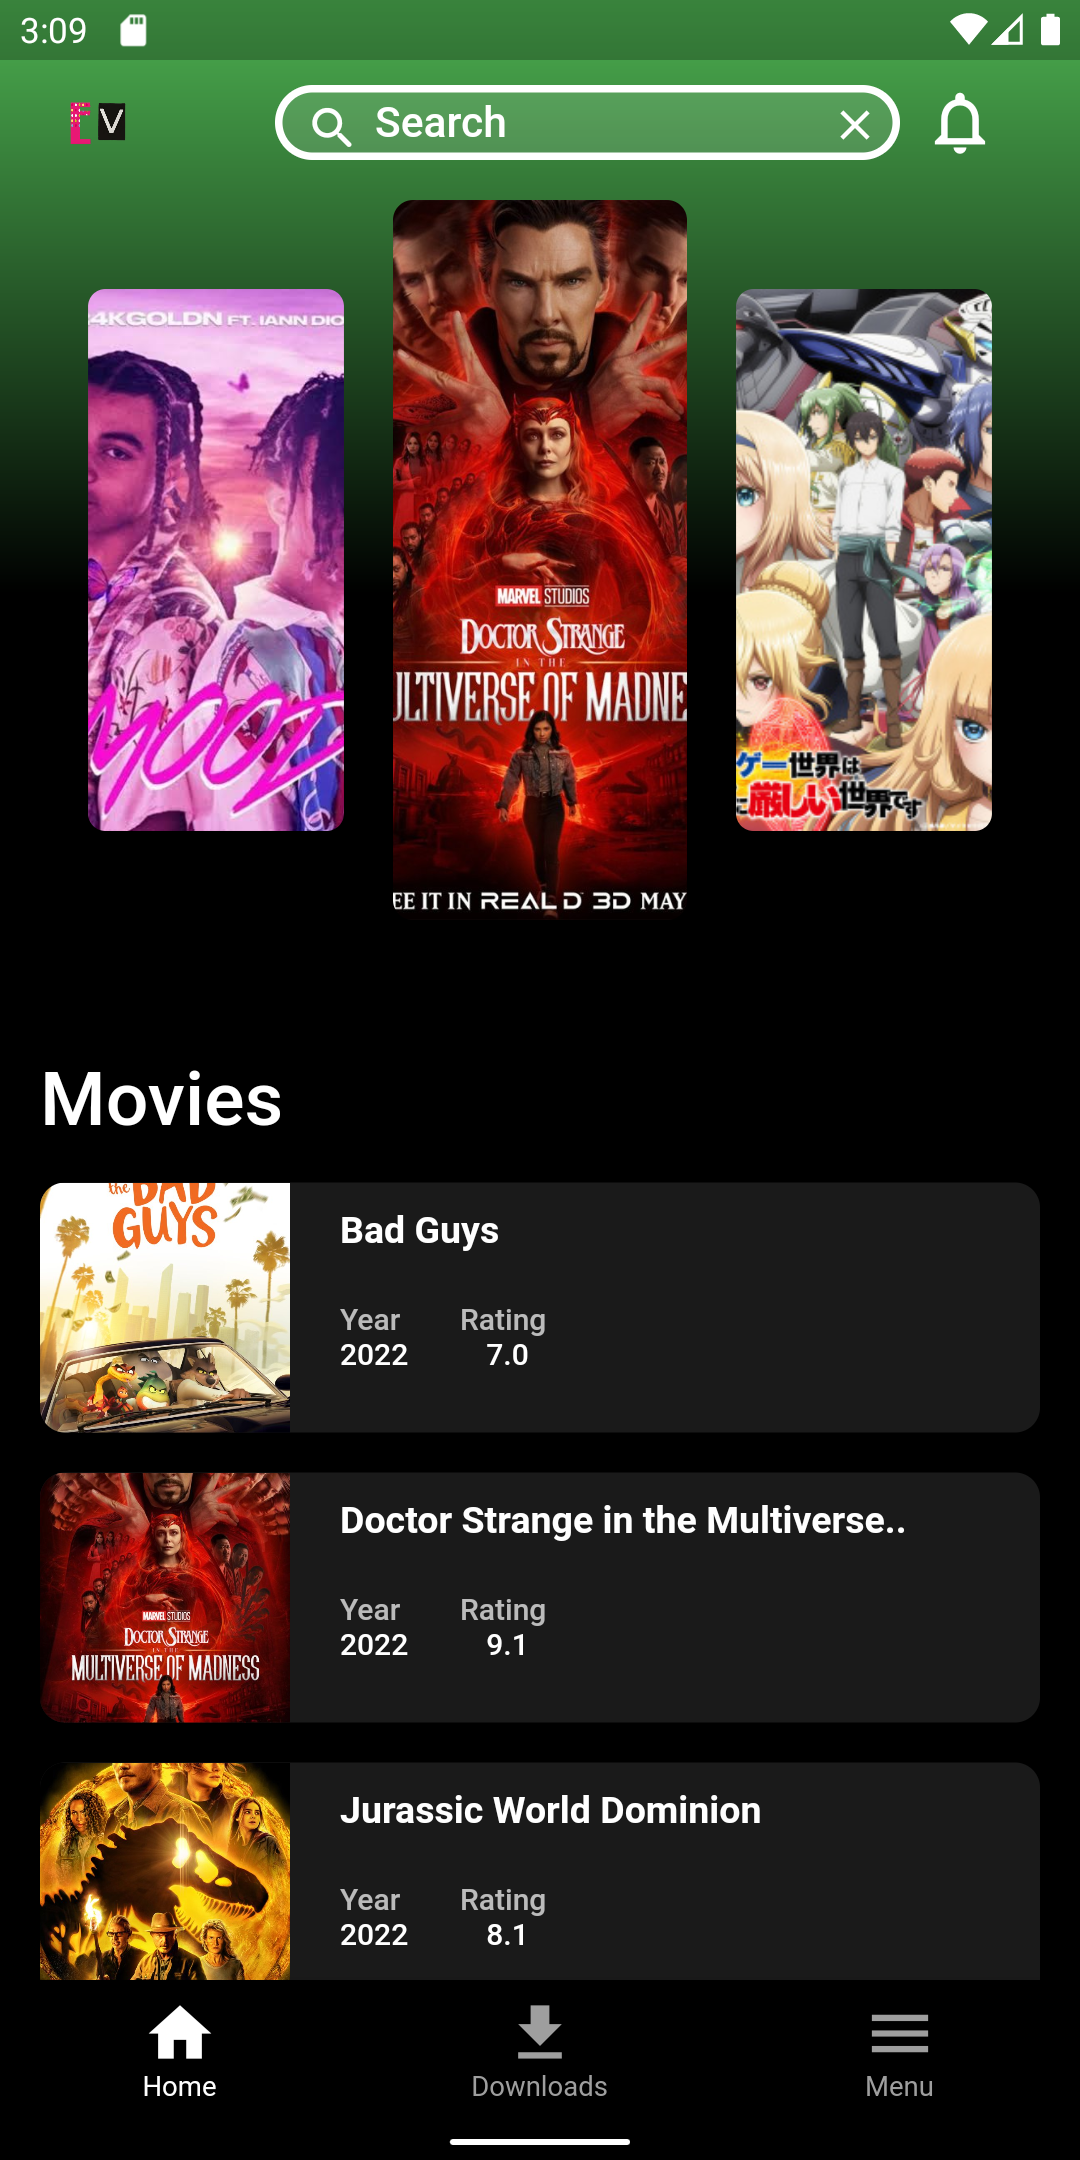 3:09
E V
Search
24KGOLDN FT. IANN DIO
MOOD
MARVEL STUDIOS
DOCTOR STRANGE
IN THE
ULTIVERSE OF MADNE
EE IT IN REAL D 3D MAY
ゲー世界は
に厳しい世界です
Movies
the BAD
GUYS
Bad Guys
Year Rating
2022 7.0
MARVEL STUDIOS
DOCTOR STRANGE
IN THE
MULTIVERSE OF MADNESS
Doctor Strange in the Multiverse..
Year Rating
2022 9.1
Jurassic World Dominion
Year Rating
2022 8.1
Home Downloads Menu